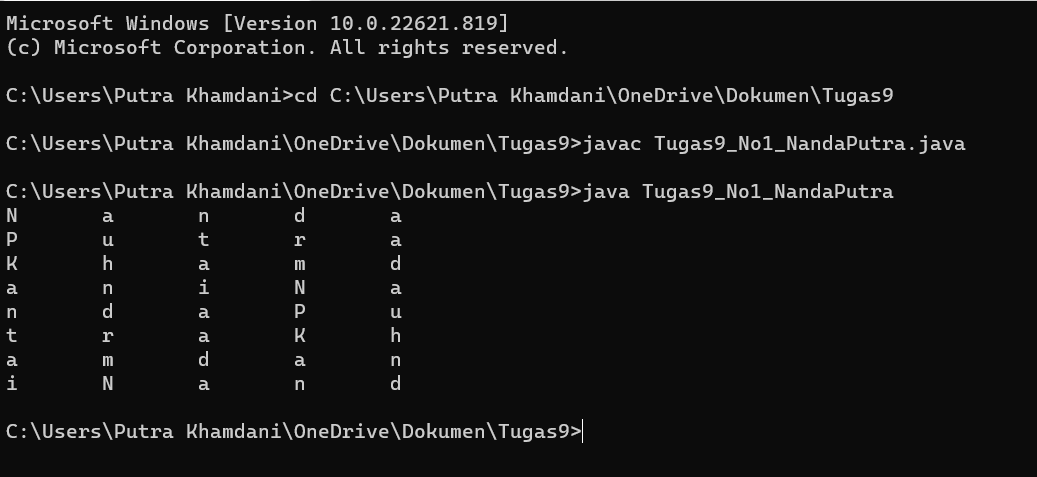 Microsoft Windows [Version 10.0.22621.819]
(c) Microsoft Corporation. All rights reserved.
C:\Users\Putra Khamdani>cd C:\Users\Putra Khamdani\OneDrive\Dokumen\Tugas9
C:\Users\Putra Khamdani\OneDrive\Dokumen\Tugas9>javac Tugas9_No1_NandaPutra.java
C:\Users\Putra Khamdani\OneDrive\Dokumen\Tugas9>java Tugas9_No1_NandaPutra
N a n d a
P u t r a
K h a m d
a n i N a
n d a P u
t r a K h
a m d a n
i N a n d
C:\Users\Putra Khamdani\OneDrive\Dokumen\Tugas9>